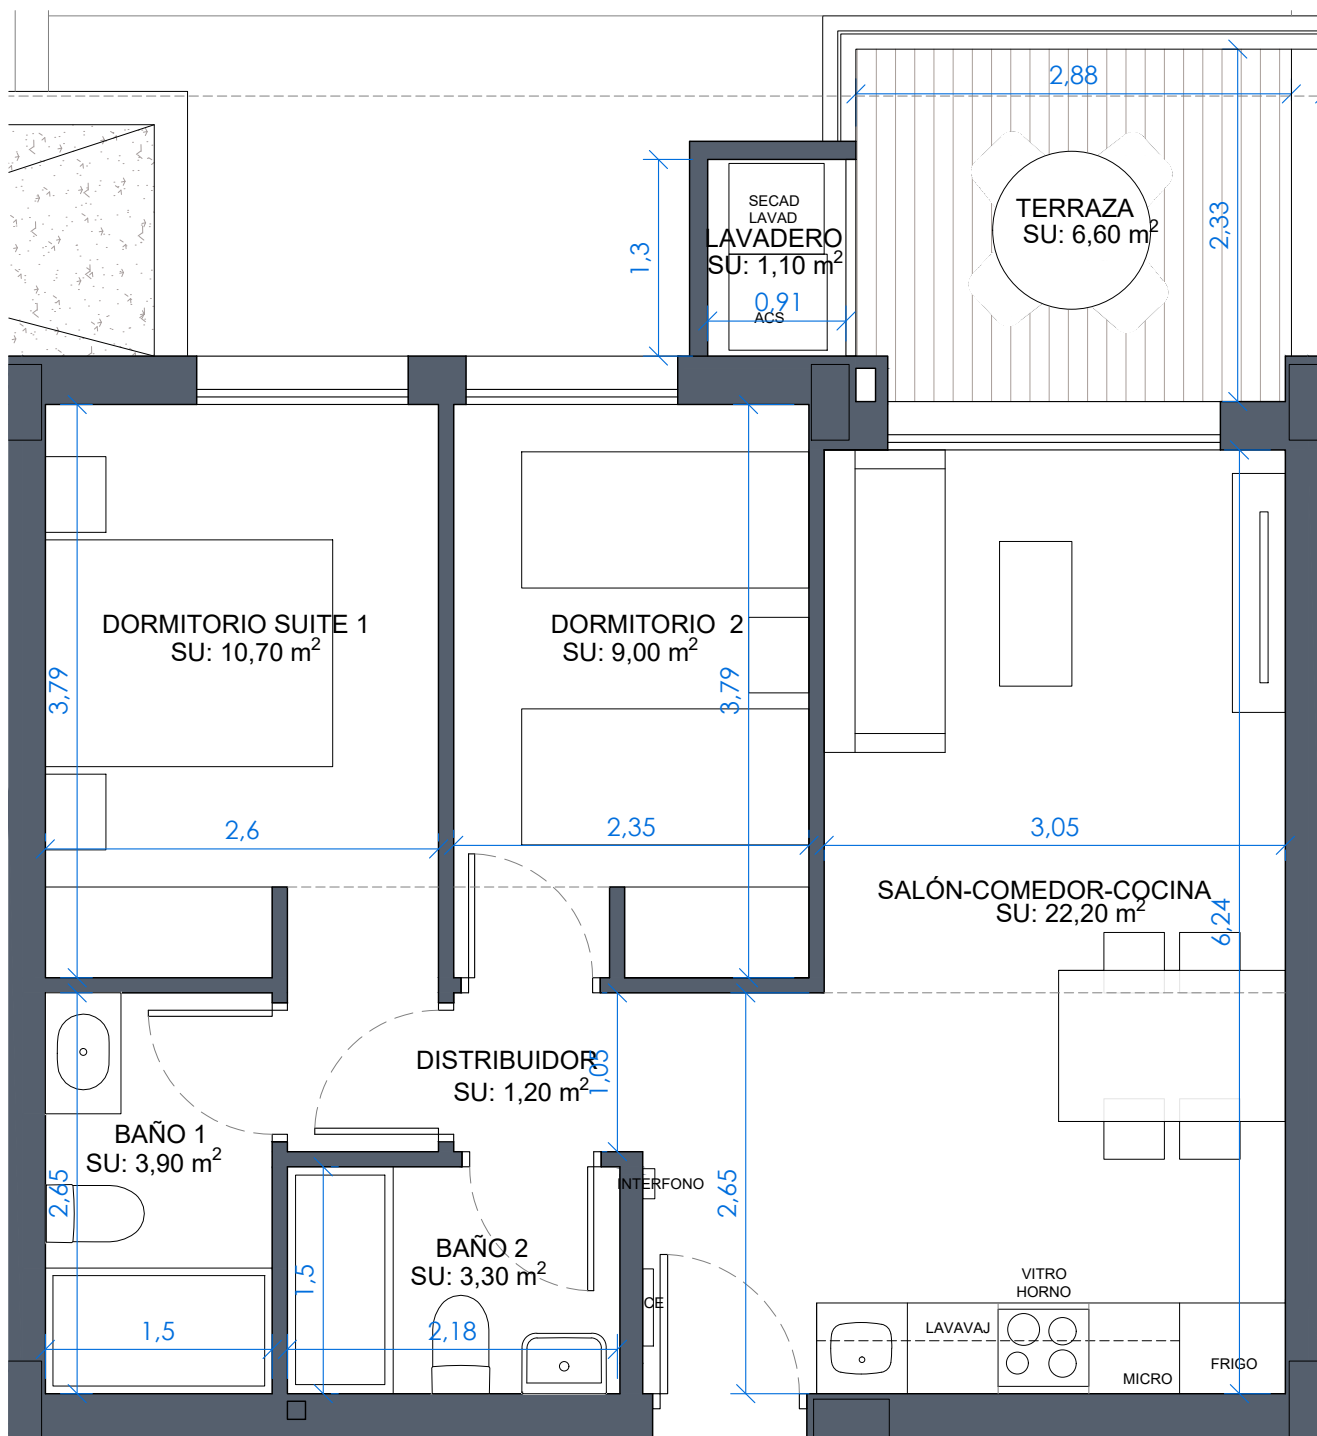 2,88
SECAD
LAVAD
LAVADERO
SU: 1,10 m²
1,3
0,91
ACS
TERRAZA
SU: 6,60 m²
2,33
DORMITORIO SUITE 1
SU: 10,70 m²
3,79
2,6
DORMITORIO 2
SU: 9,00 m²
3,79
2,35
3,05
SALÓN-COMEDOR-COCINA
SU: 22,20 m²
6,24
DISTRIBUIDOR
SU: 1,20 m²
1,05
BAÑO 1
SU: 3,90 m²
2,65
1,5
BAÑO 2
SU: 3,30 m²
1,5
2,18
INTERFONO
2,65
CE
VITRO
HORNO
LAVAVAJ
MICRO
FRIGO